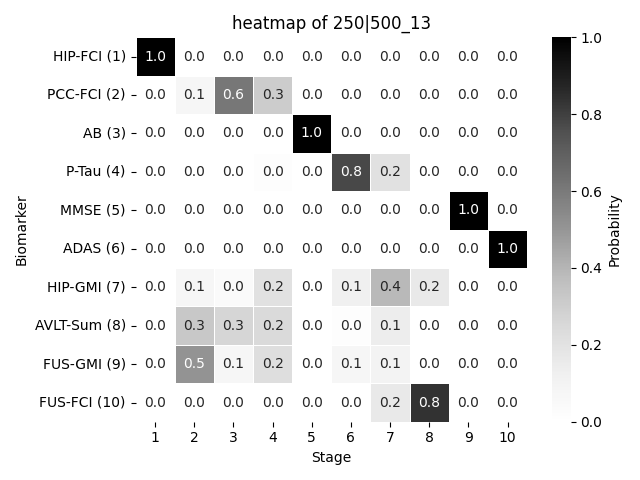 heatmap of 250|500_13
HIP-FCI (1) 1.0 0.0 0.0 0.0 0.0 0.0 0.0 0.0 0.0 0.0
PCC-FCI (2) 0.0 0.1 0.6 0.3 0.0 0.0 0.0 0.0 0.0 0.0
AB (3) 0.0 0.0 0.0 0.0 1.0 0.0 0.0 0.0 0.0 0.0
P-Tau (4) 0.0 0.0 0.0 0.0 0.0 0.8 0.2 0.0 0.0 0.0
MMSE (5) 0.0 0.0 0.0 0.0 0.0 0.0 0.0 0.0 1.0 0.0
ADAS (6) 0.0 0.0 0.0 0.0 0.0 0.0 0.0 0.0 0.0 1.0
HIP-GMI (7) 0.0 0.1 0.0 0.2 0.0 0.1 0.4 0.2 0.0 0.0
AVLT-Sum (8) 0.0 0.3 0.3 0.2 0.0 0.0 0.1 0.0 0.0 0.0
FUS-GMI (9) 0.0 0.5 0.1 0.2 0.0 0.1 0.1 0.0 0.0 0.0
FUS-FCI (10) 0.0 0.0 0.0 0.0 0.0 0.0 0.2 0.8 0.0 0.0
1 2 3 4 5 6 7 8 9 10
Stage
Biomarker
1.0
0.8
0.6
0.4
0.2
0.0
Probability